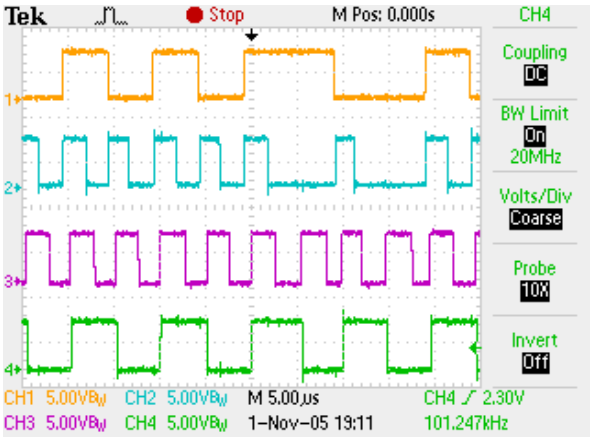 Tek Stop M Pos: 0.000s CH4
Coupling
DC
BW Limit
On
20MHz
Volts/Div
Coarse
Probe
10X
Invert
Off
1
2
3
4
CH1 5.00VBW CH2 5.00VBW M 5.00µs CH4 2.30V
CH3 5.00VBW CH4 5.00VBW 1-Nov-05 19:11 101.247kHz